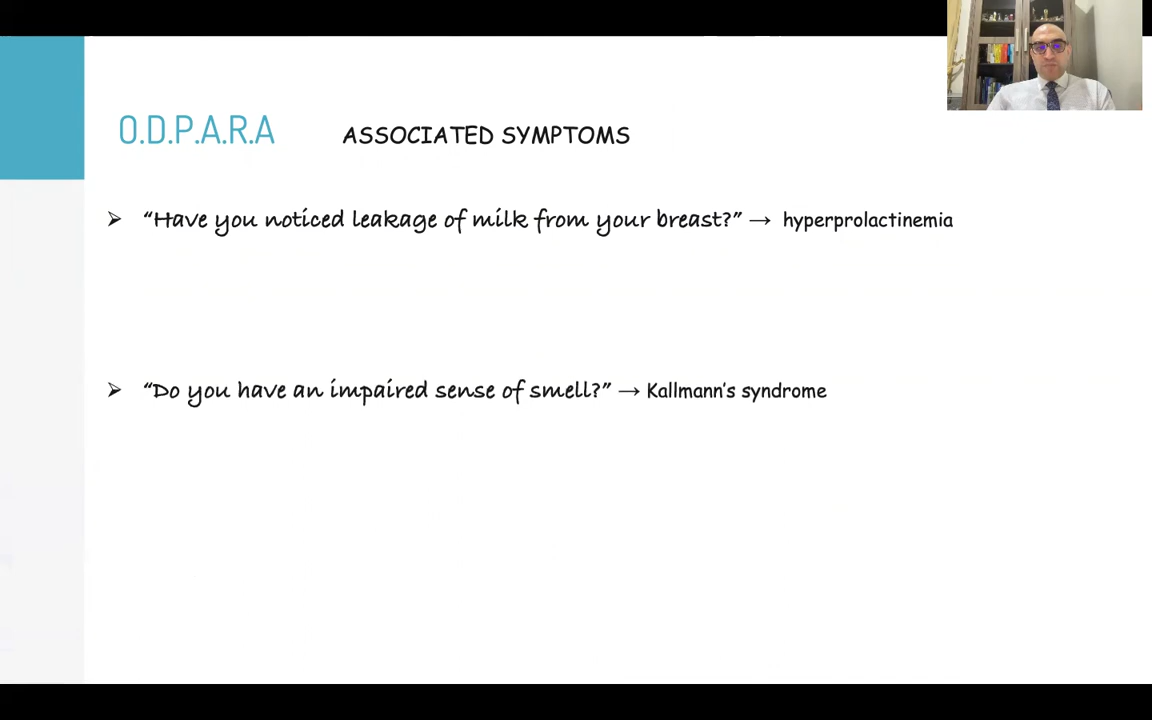 O.D.P.A.R.A ASSOCIATED SYMPTOMS
➢ “Have you noticed leakage of milk from your breast?” → hyperprolactinemia
➢ “Do you have an impaired sense of smell?” → Kallmann’s syndrome